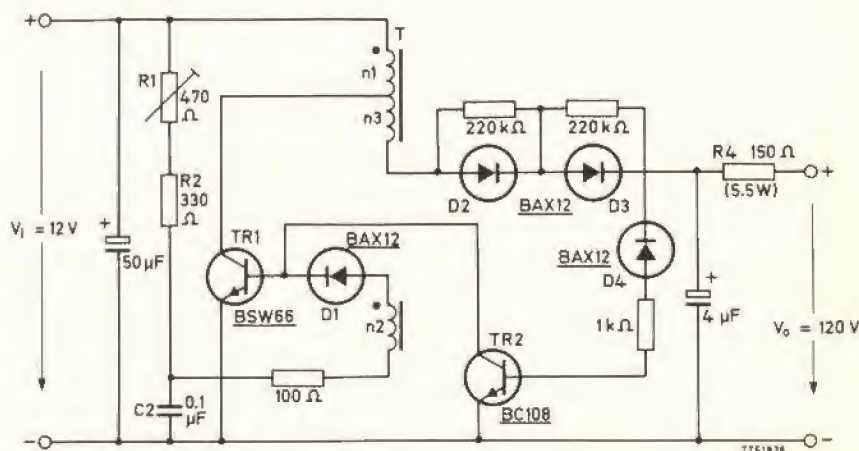 +
T
R1
470
Ω
n1
n3
220 kΩ
220 kΩ
R4 150 Ω
(5.5W)
+
R2
330
Ω
D2
BAX12
D3
Vi = 12 V
+
50 µF
TR1
BAX12
BAX12
D4
+
4 µF
Vo = 120 V
BSW66
D1
n2
TR2
1 kΩ
C2
0.1
µF
100 Ω
BC108
-
-